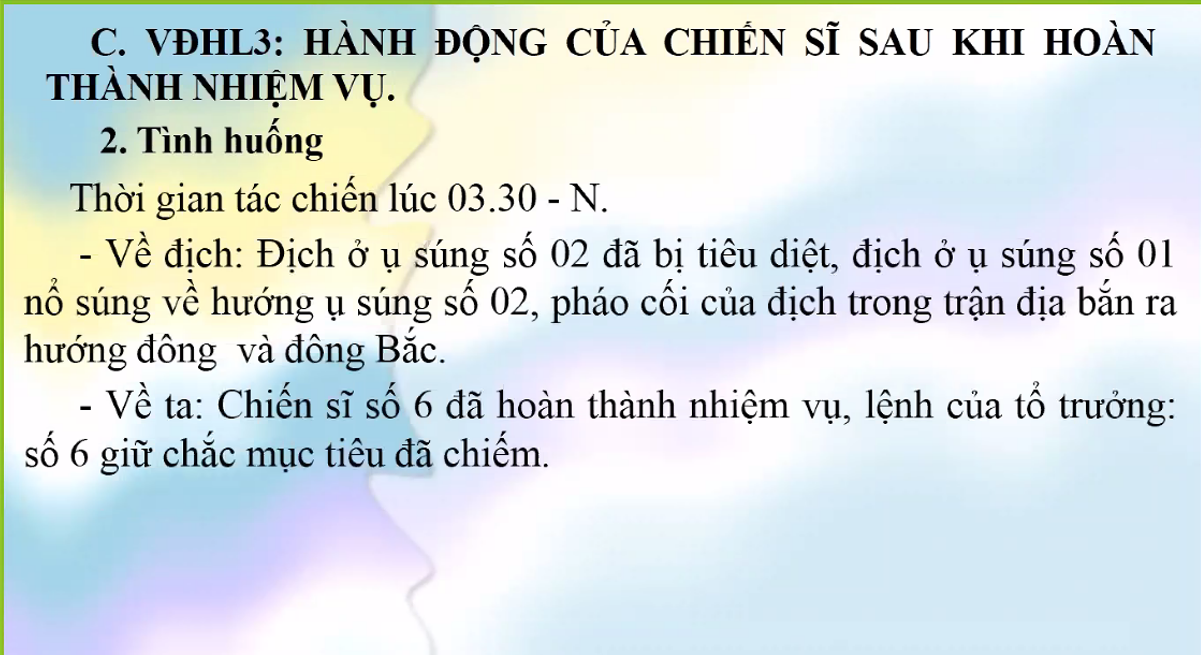 C. VĐHL3: HÀNH ĐỘNG CỦA CHIẾN SĨ SAU KHI HOÀN
THÀNH NHIỆM VỤ.
2. Tình huống
Thời gian tác chiến lúc 03.30 - N.
- Về địch: Địch ở ụ súng số 02 đã bị tiêu diệt, địch ở ụ súng số 01
nổ súng về hướng ụ súng số 02, pháo cối của địch trong trận địa bắn ra
hướng đông và đông Bắc.
- Về ta: Chiến sĩ số 6 đã hoàn thành nhiệm vụ, lệnh của tổ trưởng:
số 6 giữ chắc mục tiêu đã chiếm.